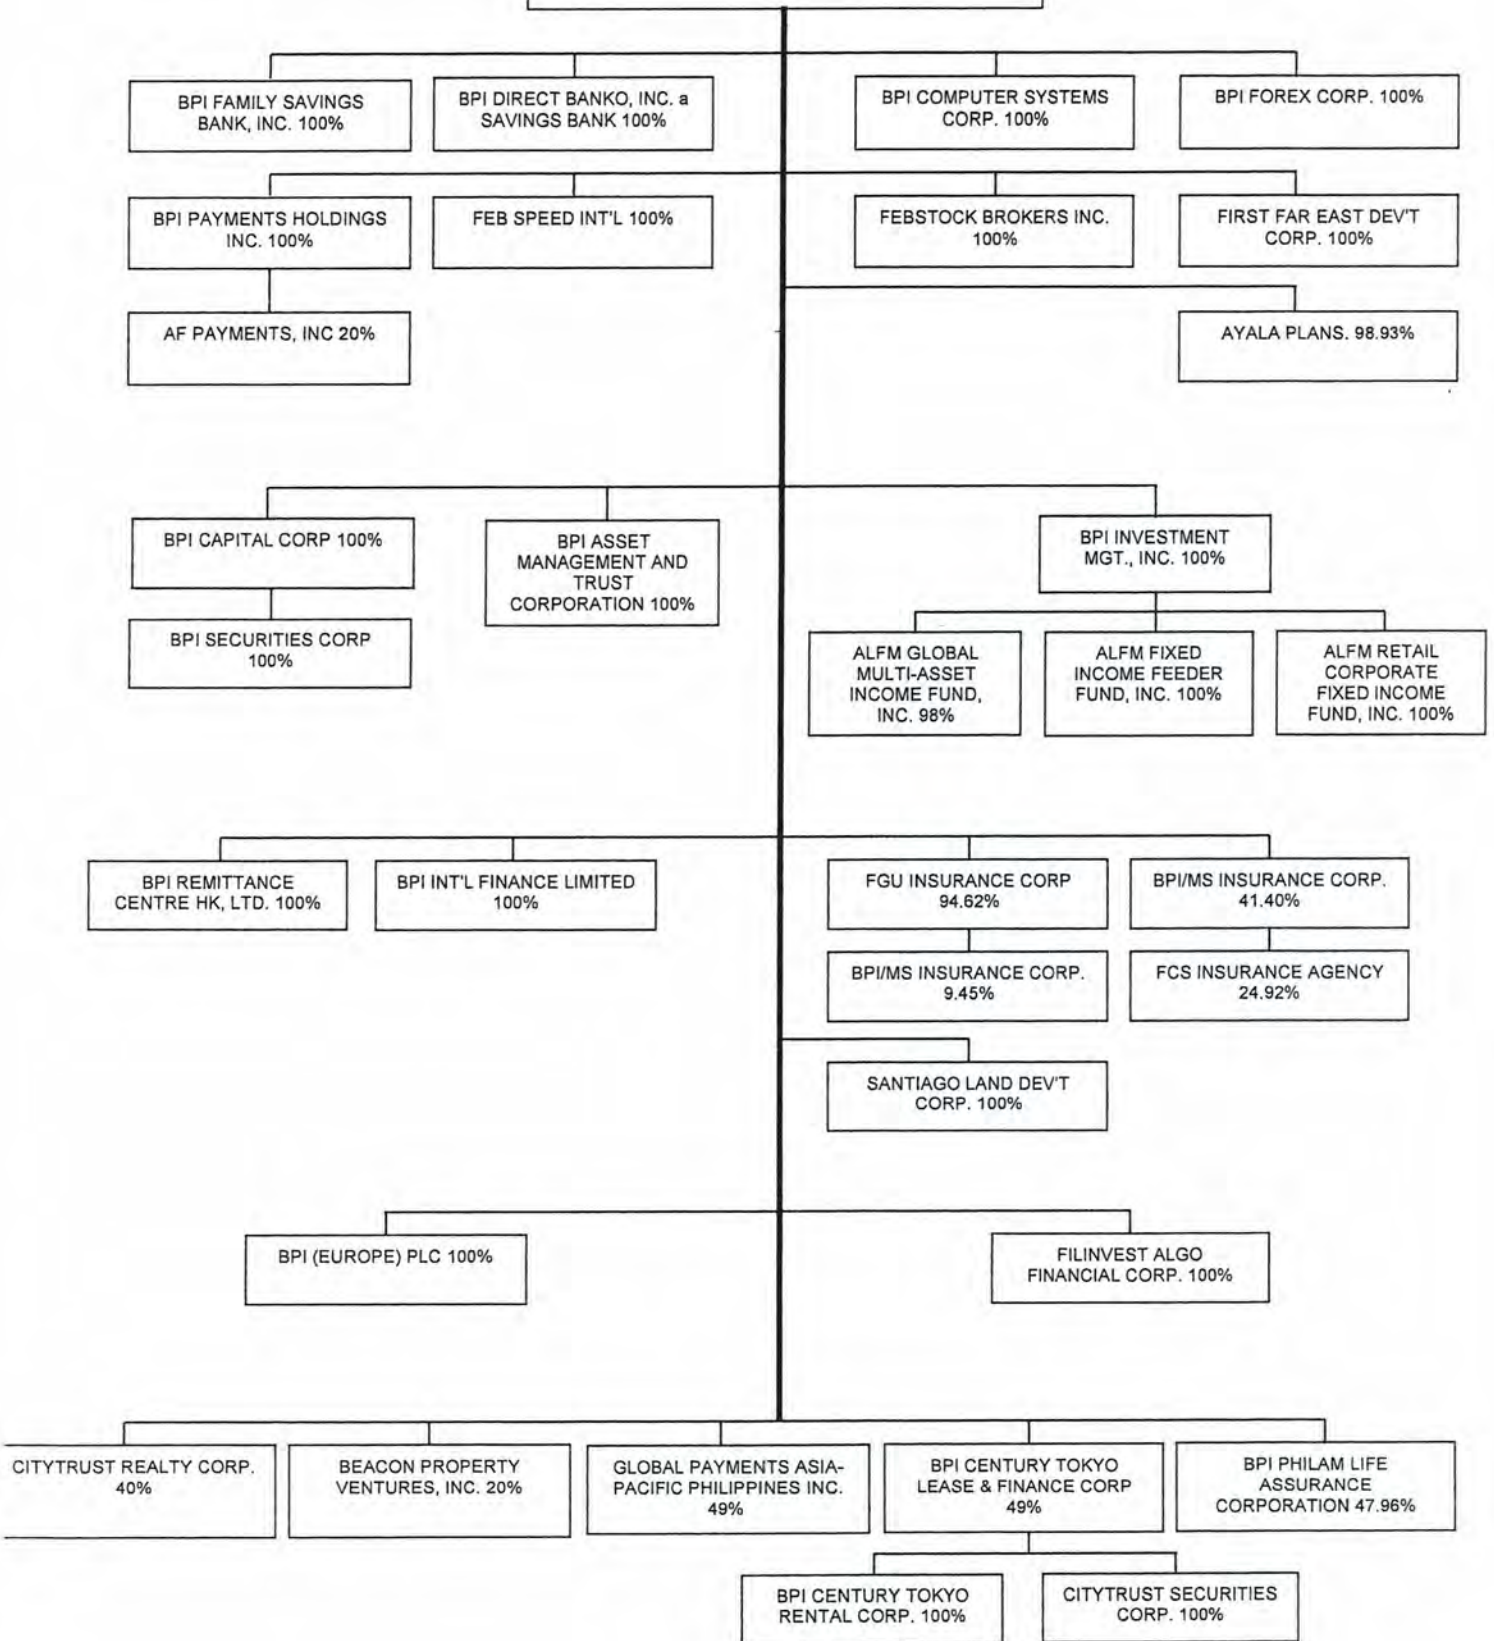 BPI FAMILY SAVINGS
BANK, INC. 100%
BPI DIRECT BANKO, INC. a
SAVINGS BANK 100%
BPI COMPUTER SYSTEMS
CORP. 100%
BPI FOREX CORP. 100%
BPI PAYMENTS HOLDINGS
INC. 100%
FEB SPEED INT'L 100%
FEBSTOCK BROKERS INC.
100%
FIRST FAR EAST DEV'T
CORP. 100%
AF PAYMENTS, INC 20%
AYALA PLANS. 98.93%
BPI CAPITAL CORP 100%
BPI ASSET
MANAGEMENT AND
TRUST
CORPORATION 100%
BPI INVESTMENT
MGT., INC. 100%
BPI SECURITIES CORP
100%
ALFM GLOBAL
MULTI-ASSET
INCOME FUND,
INC. 98%
ALFM FIXED
INCOME FEEDER
FUND, INC. 100%
ALFM RETAIL
CORPORATE
FIXED INCOME
FUND, INC. 100%
BPI REMITTANCE
CENTRE HK, LTD. 100%
BPI INT'L FINANCE LIMITED
100%
FGU INSURANCE CORP
94.62%
BPI/MS INSURANCE CORP.
41.40%
BPI/MS INSURANCE CORP.
9.45%
FCS INSURANCE AGENCY
24.92%
SANTIAGO LAND DEV'T
CORP. 100%
BPI (EUROPE) PLC 100%
FILINVEST ALGO
FINANCIAL CORP. 100%
CITYTRUST REALTY CORP.
40%
BEACON PROPERTY
VENTURES, INC. 20%
GLOBAL PAYMENTS ASIA-
PACIFIC PHILIPPINES INC.
49%
BPI CENTURY TOKYO
LEASE & FINANCE CORP
49%
BPI PHILAM LIFE
ASSURANCE
CORPORATION 47.96%
BPI CENTURY TOKYO
RENTAL CORP. 100%
CITYTRUST SECURITIES
CORP. 100%